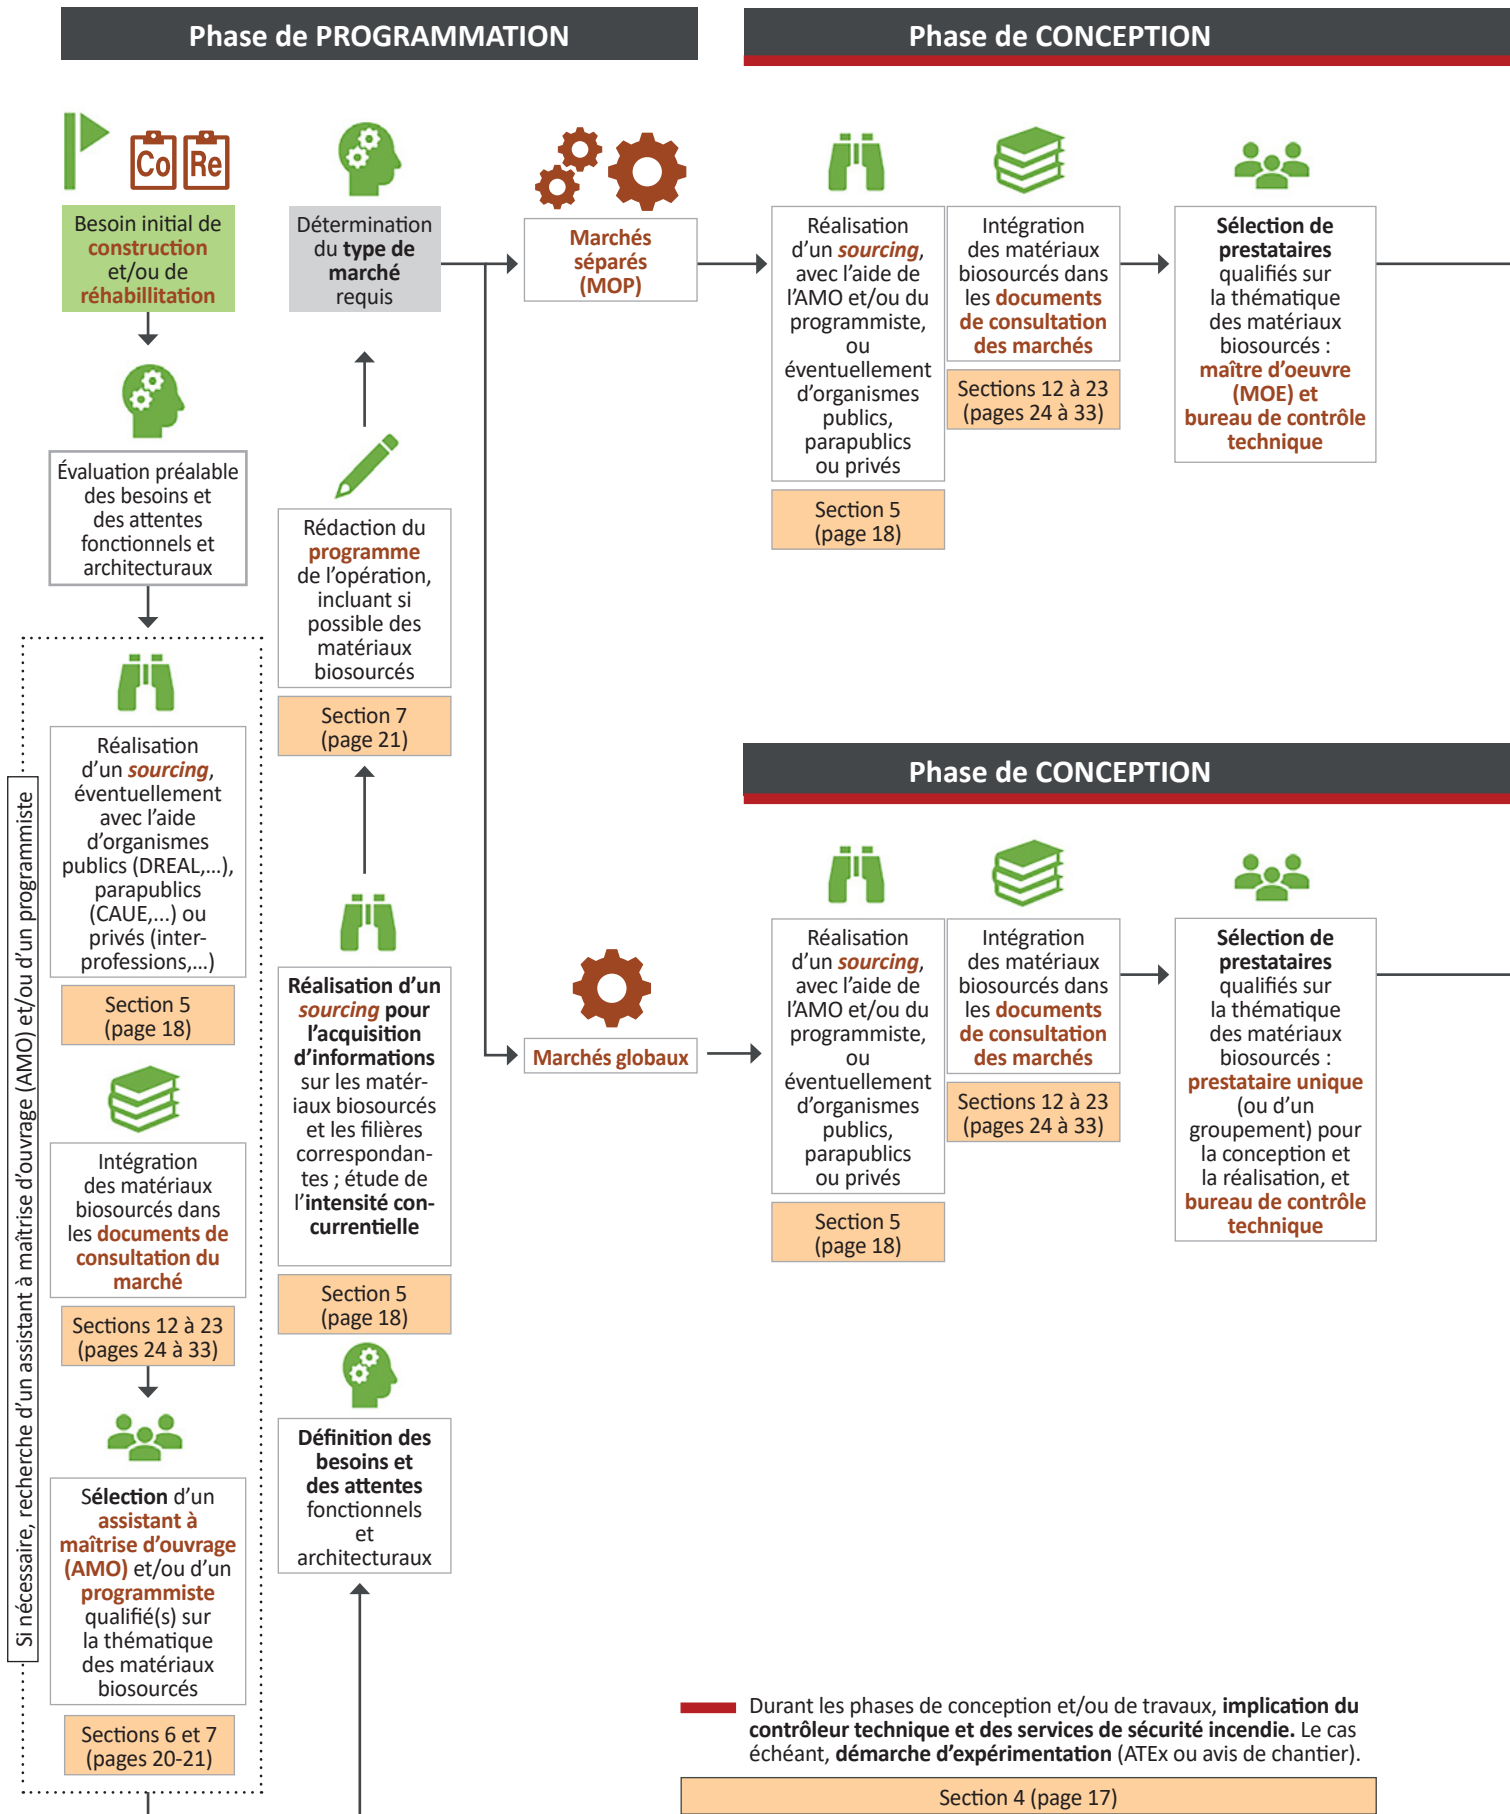 Phase de PROGRAMMATION
Co Re
Besoin initial de
construction
et/ou de
réhabillitation
Évaluation préalable
des besoins et
des attentes
fonctionnels et
architecturaux
Si nécessaire, recherche d'un assistant à maîtrise d'ouvrage (AMO) et/ou d'un programmiste
Réalisation
d'un sourcing,
éventuellement
avec l'aide
d'organismes
publics (DREAL,...),
parapublics
(CAUE,...) ou
privés (inter-
professions,...)
Section 5
(page 18)
Intégration
des matériaux
biosourcés dans
les documents de
consultation du
marché
Sections 12 à 23
(pages 24 à 33)
Sélection d'un
assistant à
maîtrise d'ouvrage
(AMO) et/ou d'un
programmiste
qualifié(s) sur
la thématique
des matériaux
biosourcés
Sections 6 et 7
(pages 20-21)
Définition des
besoins et
des attentes
fonctionnels
et
architecturaux
Réalisation d'un
sourcing pour
l'acquisition
d'informations
sur les matér-
iaux biosourcés
et les filières
correspondan-
tes ; étude de
l'intensité con-
currentielle
Section 5
(page 18)
Rédaction du
programme
de l'opération,
incluant si
possible des
matériaux
biosourcés
Section 7
(page 21)
Détermination
du type de
marché
requis
Marchés
séparés
(MOP)
Marchés globaux
Phase de CONCEPTION
Réalisation
d'un sourcing,
avec l'aide de
l'AMO et/ou du
programmiste,
ou
éventuellement
d'organismes
publics,
parapublics
ou privés
Section 5
(page 18)
Intégration
des matériaux
biosourcés dans
les documents
de consultation
des marchés
Sections 12 à 23
(pages 24 à 33)
Sélection de
prestataires
qualifiés sur
la thématique
des matériaux
biosourcés :
maître d'oeuvre
(MOE) et
bureau de contrôle
technique
Phase de CONCEPTION
Réalisation
d'un sourcing,
avec l'aide de
l'AMO et/ou du
programmiste,
ou
éventuellement
d'organismes
publics,
parapublics
ou privés
Section 5
(page 18)
Intégration
des matériaux
biosourcés dans
les documents
de consultation
des marchés
Sections 12 à 23
(pages 24 à 33)
Sélection de
prestataires
qualifiés sur
la thématique
des matériaux
biosourcés :
prestataire unique
(ou d'un
groupement) pour
la conception et
la réalisation, et
bureau de contrôle
technique
Durant les phases de conception et/ou de travaux, implication du
contrôleur technique et des services de sécurité incendie. Le cas
échéant, démarche d'expérimentation (ATEx ou avis de chantier).
Section 4 (page 17)